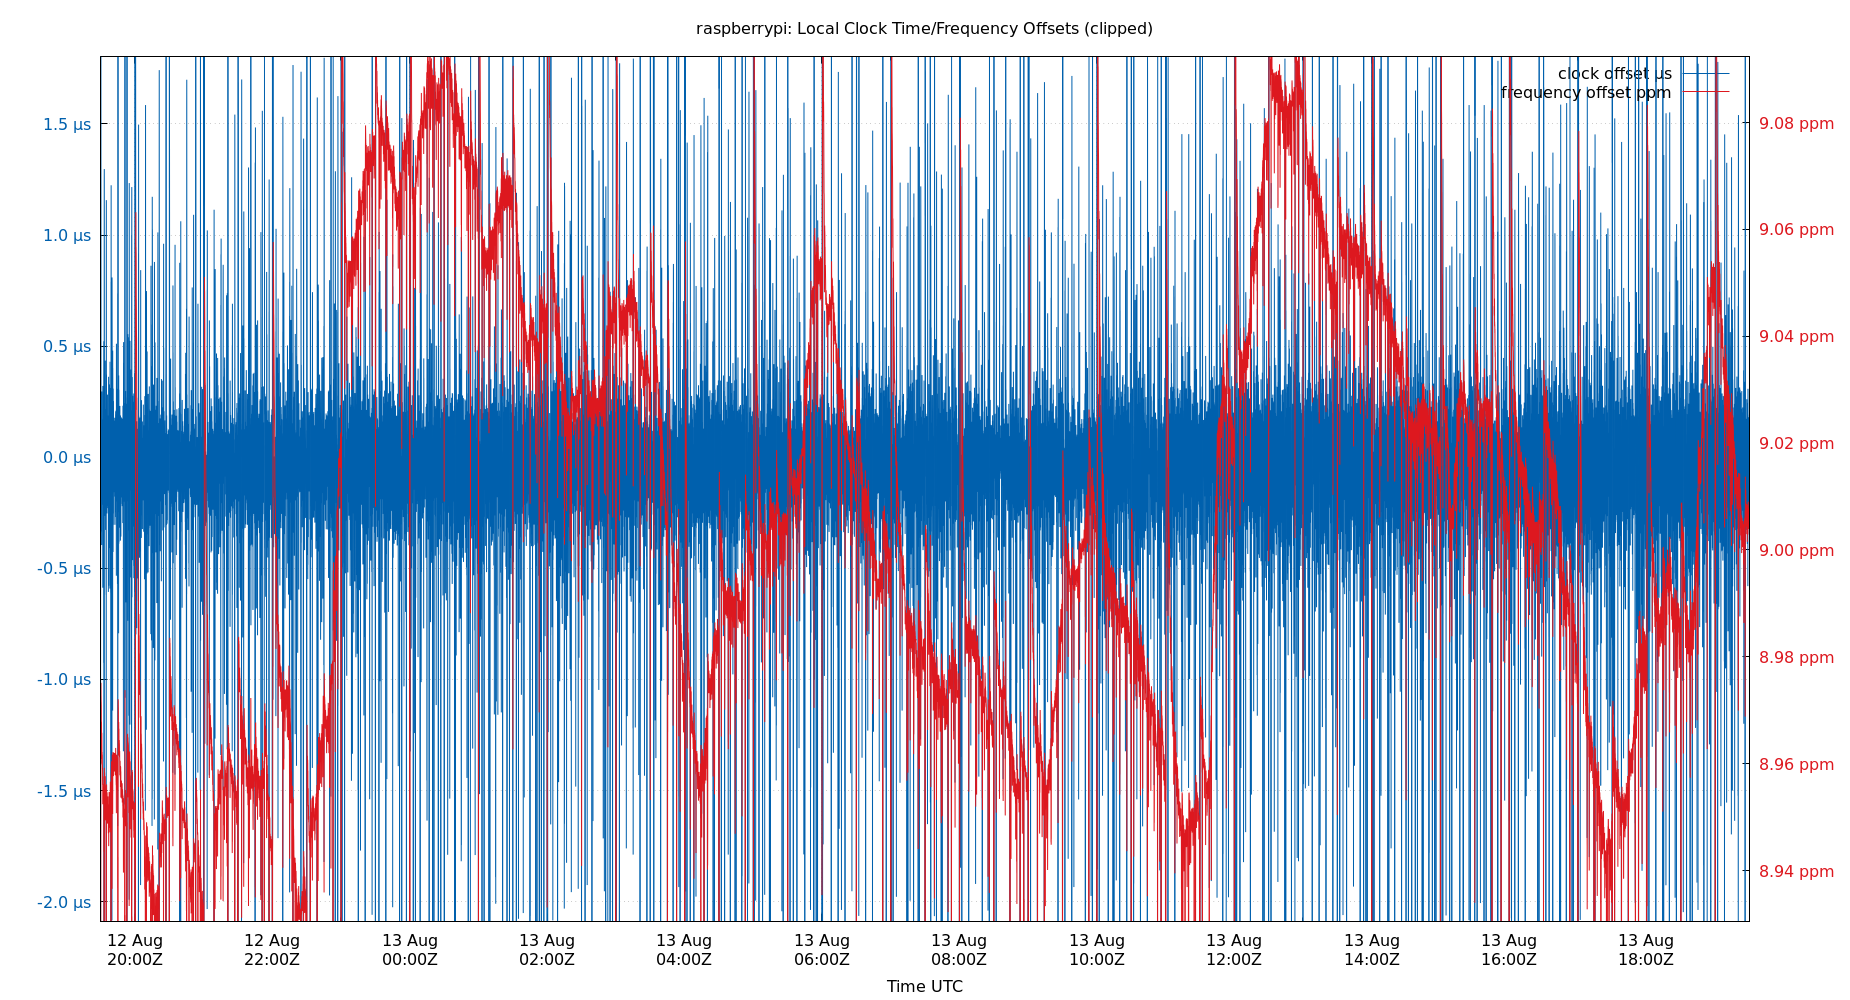 raspberrypi: Local Clock Time/Frequency Offsets (clipped)
clock offset us
frequency offset ppm
1.5 µs
1.0 µs
0.5 µs
0.0 µs
-0.5 µs
-1.0 µs
-1.5 µs
-2.0 µs
9.08 ppm
9.06 ppm
9.04 ppm
9.02 ppm
9.00 ppm
8.98 ppm
8.96 ppm
8.94 ppm
12 Aug 12 Aug 13 Aug 13 Aug 13 Aug 13 Aug 13 Aug 13 Aug 13 Aug 13 Aug 13 Aug 13 Aug
20:00Z 22:00Z 00:00Z 02:00Z 04:00Z 06:00Z 08:00Z 10:00Z 12:00Z 14:00Z 16:00Z 18:00Z
Time UTC